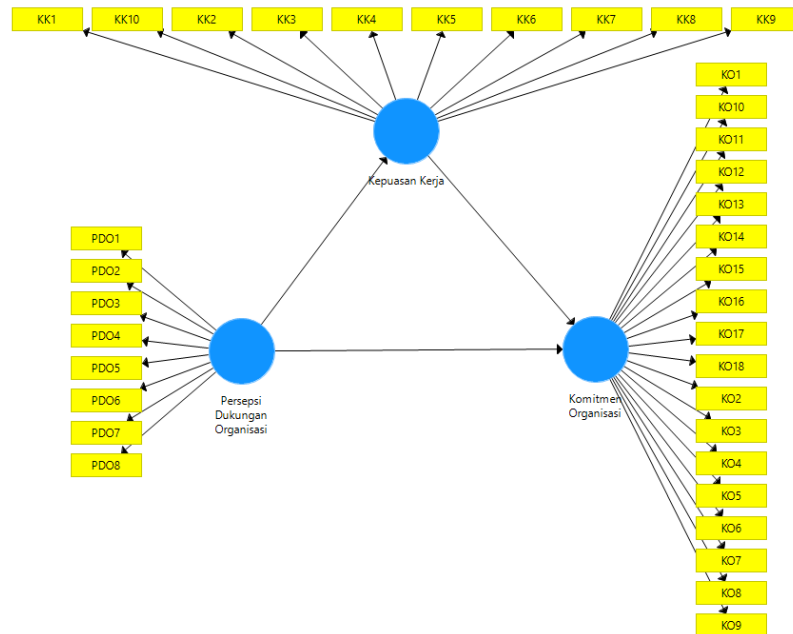 KK1
KK10
KK2
KK3
KK4
KK5
KK6
KK7
KK8
KK9
Kepuasan Kerja
PDO1
PDO2
PDO3
PDO4
PDO5
PDO6
PDO7
PDO8
Persepsi
Dukungan
Organisasi
Komitmen
Organisasi
KO1
KO10
KO11
KO12
KO13
KO14
KO15
KO16
KO17
KO18
KO2
KO3
KO4
KO5
KO6
KO7
KO8
KO9